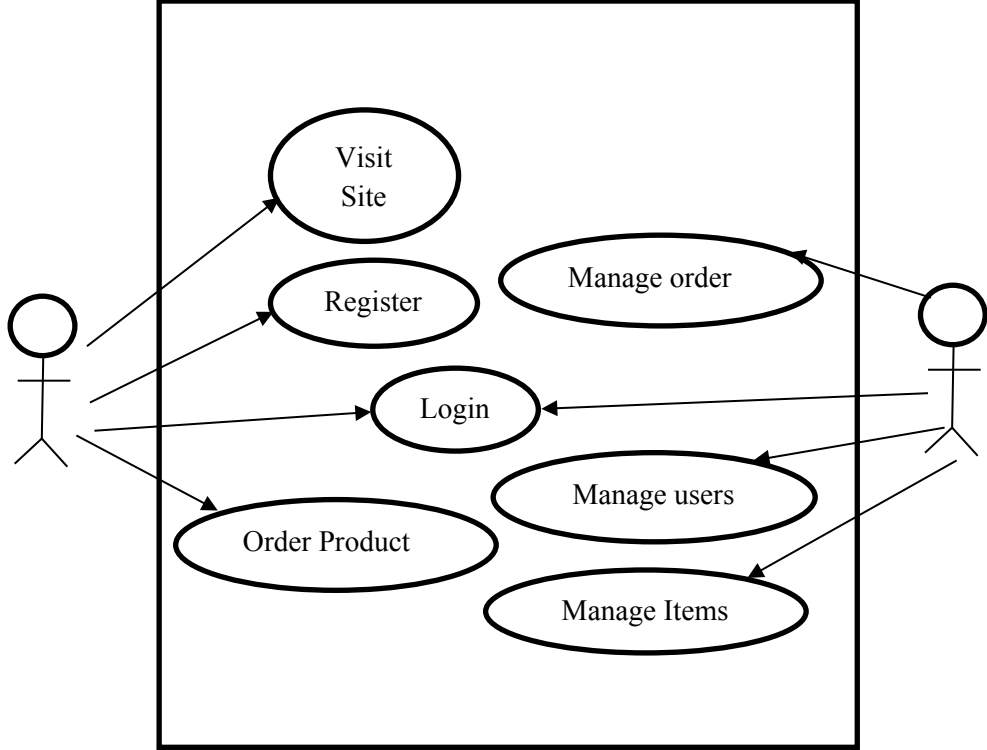 Visit
Site
Manage order
Register
Login
Manage users
Order Product
Manage Items